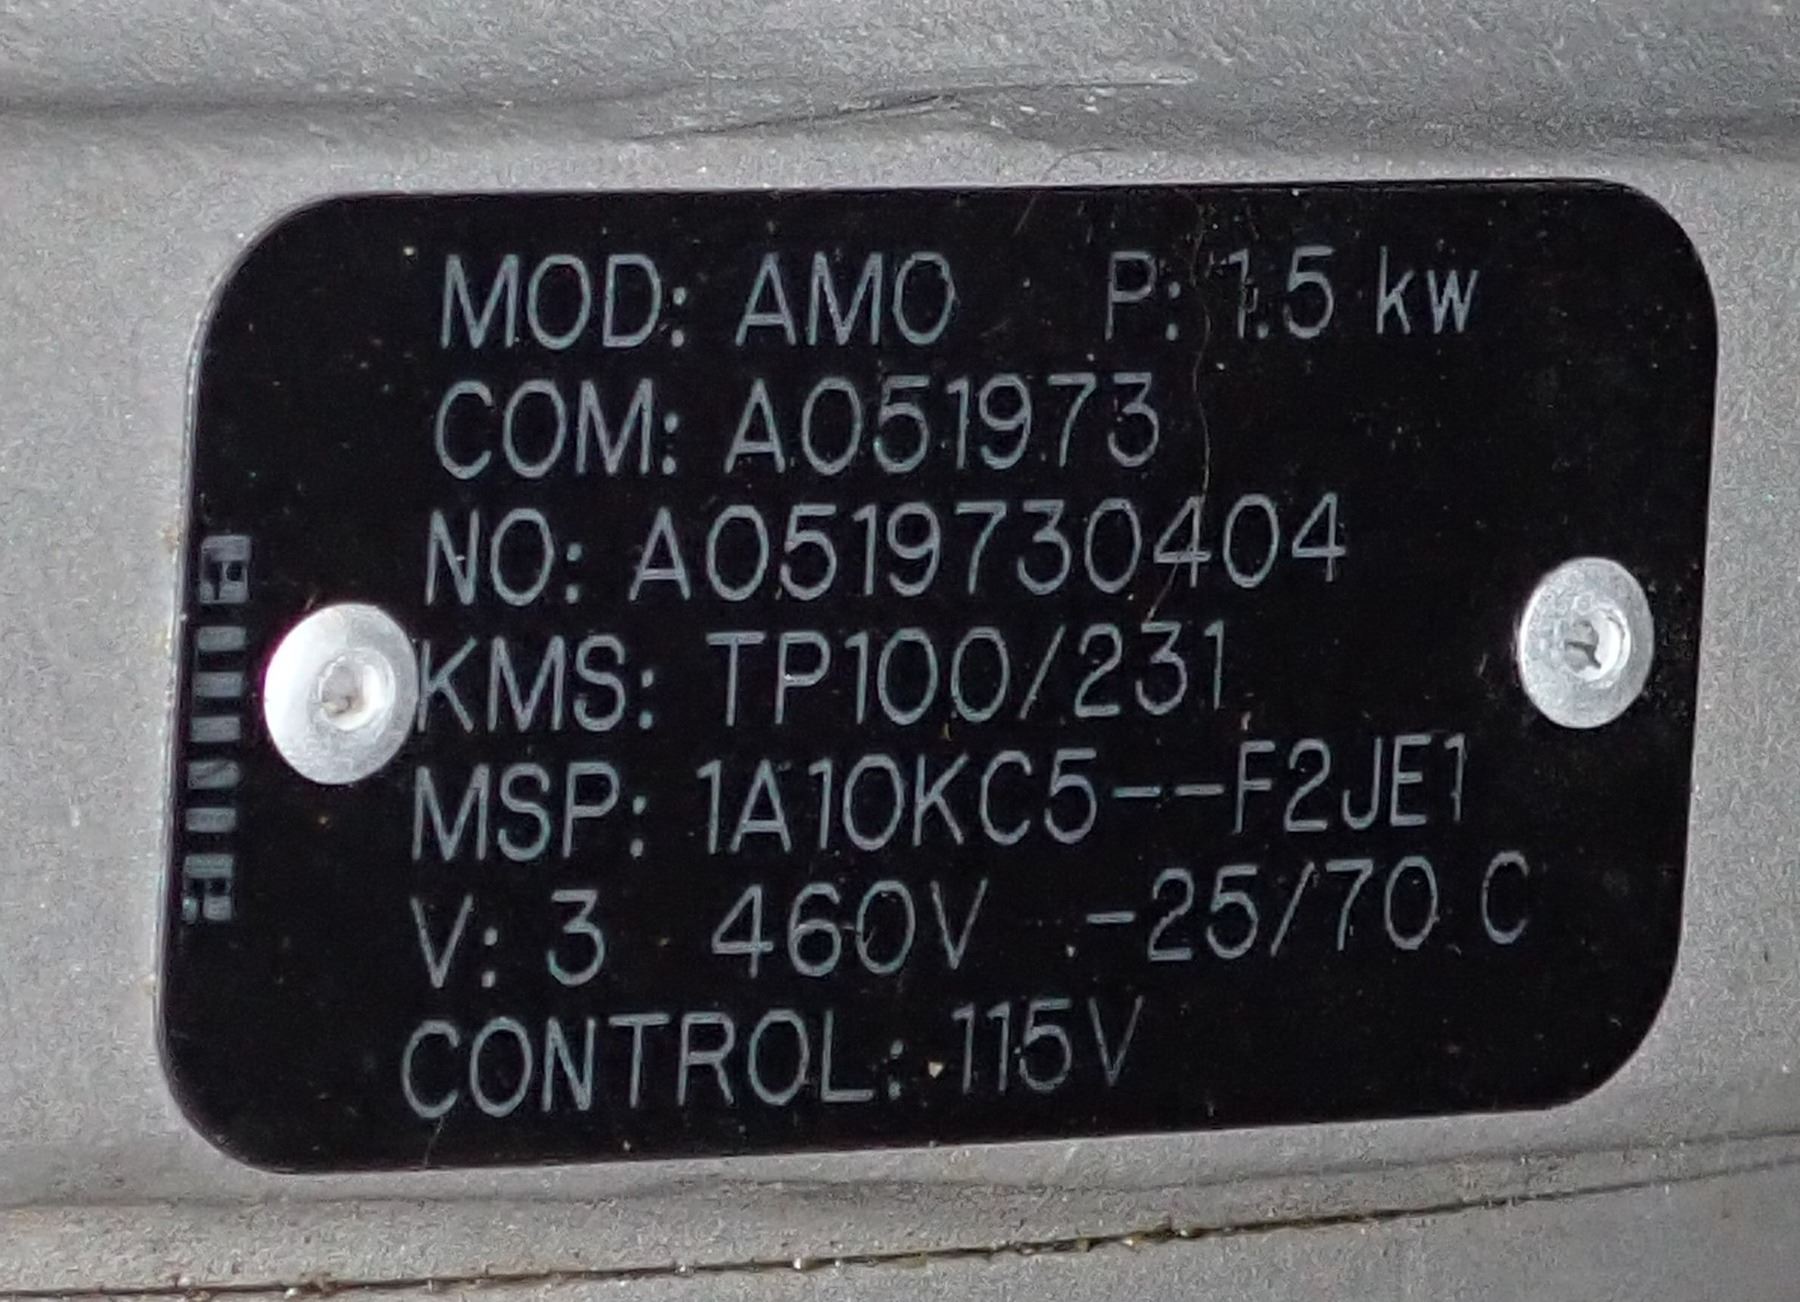 MOD: AMO P: 1.5 kw
COM: A051973
NO: A0519730404
KMS: TP100/231
MSP: 1A10KC5--F2JE1
V: 3 460V -25/70 C
CONTROL: 115V